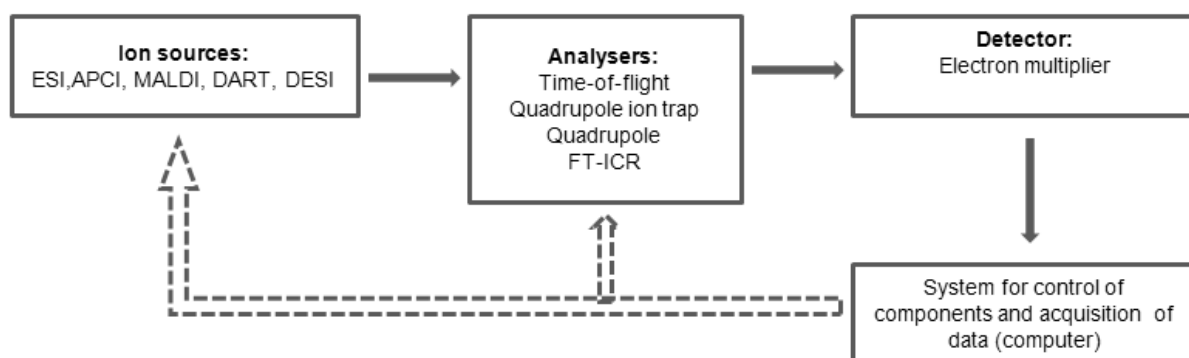 Ion sources:
ESI,APCI, MALDI, DART, DESI
Analysers:
Time-of-flight
Quadrupole ion trap
Quadrupole
FT-ICR
Detector:
Electron multiplier
System for control of
components and acquisition of
data (computer)